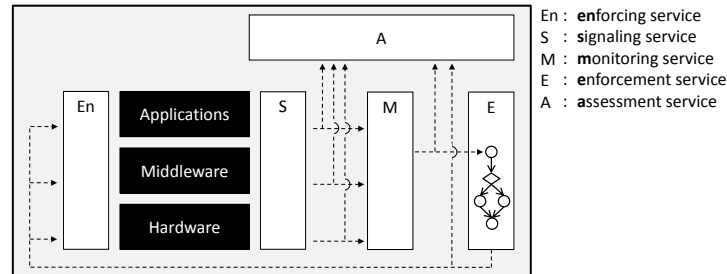 A
En
Applications
Middleware
Hardware
S
M
E
En : enforcing service
S : signaling service
M : monitoring service
E : enforcement service
A : assessment service